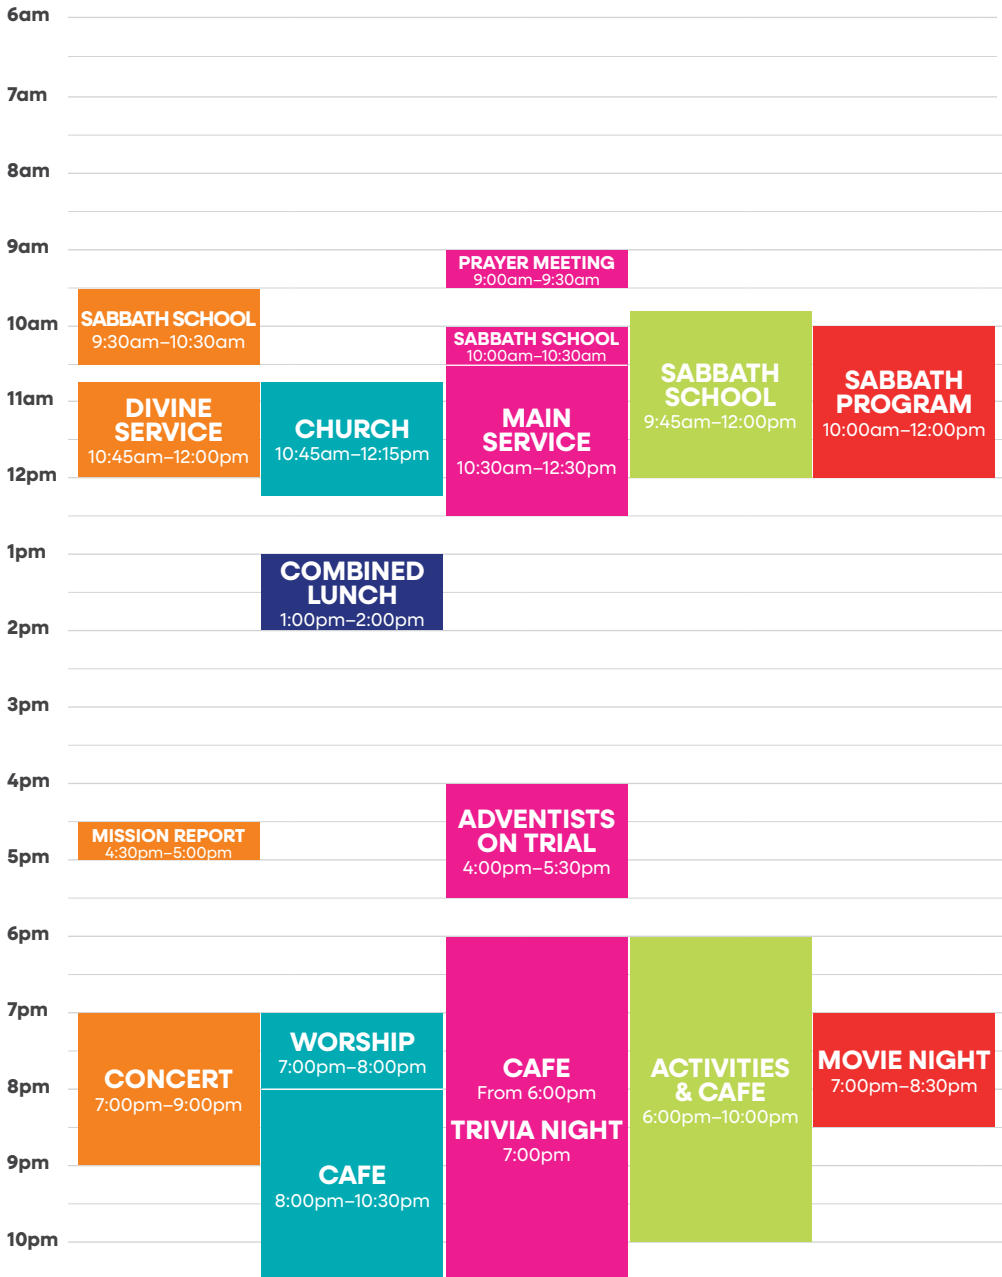 6am
7am
8am
9am
10am
11am
12pm
1pm
2pm
3pm
4pm
5pm
6pm
7pm
8pm
9pm
10pm
SABBATH SCHOOL
9:30am–10:30am
DIVINE
SERVICE
10:45am–12:00pm
MISSION REPORT
4:30pm–5:00pm
CONCERT
7:00pm–9:00pm
CHURCH
10:45am–12:15pm
COMBINED
LUNCH
1:00pm–2:00pm
WORSHIP
7:00pm–8:00pm
CAFE
8:00pm–10:30pm
PRAYER MEETING
9:00am–9:30am
SABBATH SCHOOL
10:00am–10:30am
MAIN
SERVICE
10:30am–12:30pm
ADVENTISTS
ON TRIAL
4:00pm–5:30pm
CAFE
From 6:00pm
TRIVIA NIGHT
7:00pm
SABBATH
SCHOOL
9:45am–12:00pm
ACTIVITIES
& CAFE
6:00pm–10:00pm
SABBATH
PROGRAM
10:00am–12:00pm
MOVIE NIGHT
7:00pm–8:30pm